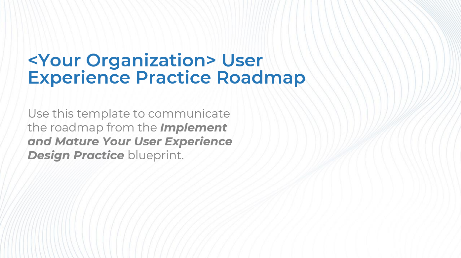 <Your Organization> User
Experience Practice Roadmap
Use this template to communicate
the roadmap from the Implement
and Mature Your User Experience
Design Practice blueprint.